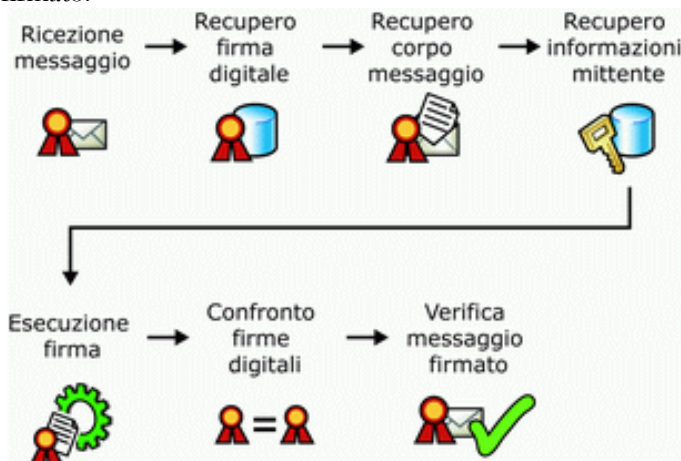 firmato.
Ricezione
messaggio
Recupero
firma
digitale
Recupero
corpo
messaggio
Recupero
informazioni
mittente
Esecuzione
firma
Confronto
firme
digitali
=
Verifica
messaggio
firmato